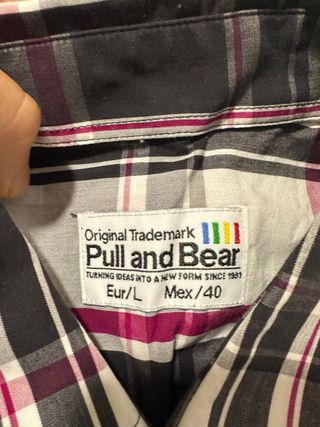 Original Trademark
Pull and Bear
TURNING IDEAS INTO A NEW FORM SINCE 1991
Eur/L Mex/40